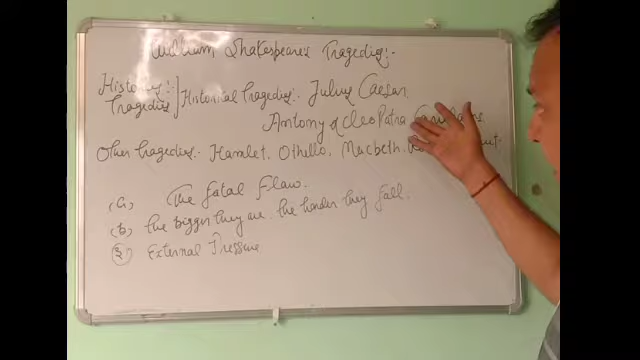 William Shakespeare's Tragedies:-
Histories
Tragedies
Historical Tragedies:- Julius Caesar,
Antony & Cleopatra
Other Tragedies:- Hamlet, Othello, Macbeth.
(a) The Fatal Flaw.
(b) The bigger they are, the harder they fall.
External Pressure